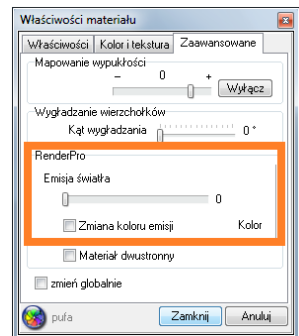 Właściwości materiału
Właściwości Kolor i tekstura Zaawansowane
Mapowanie wypukłości
− 0 +
Wyłącz
Wygładzanie wierzchołków
Kąt wygładzania 0 °
RenderPro
Emisja światła
0
Zmiana koloru emisji Kolor
Materiał dwustronny
zmień globalnie
pufa Zamknij Anuluj